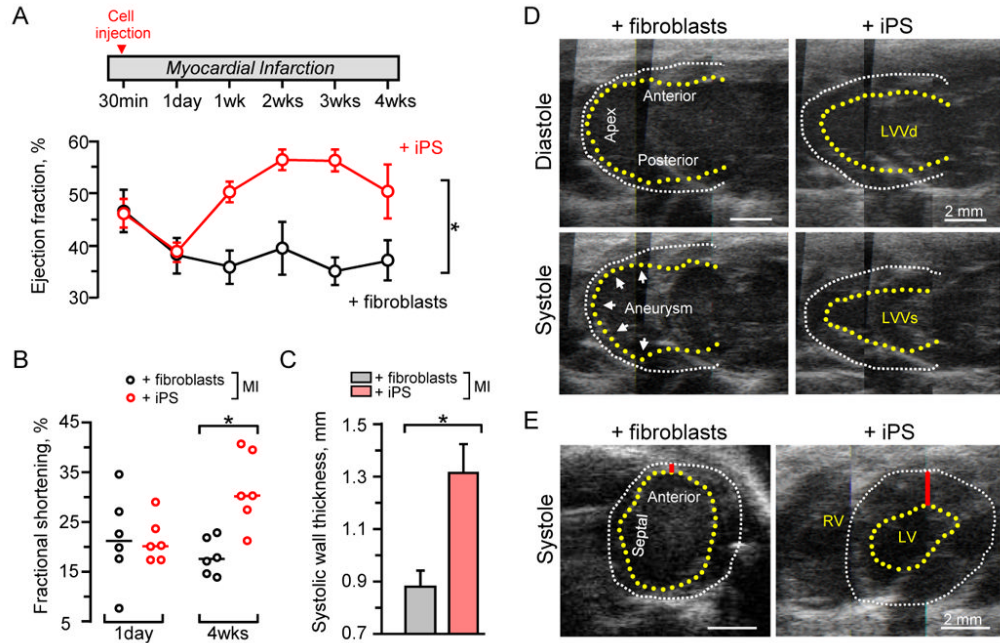 A
Cell
injection
Myocardial Infarction
30min 1day 1wk 2wks 3wks 4wks
Ejection fraction, %
60
50
40
30
+ iPS
*
+ fibroblasts
B
+ fibroblasts
+ iPS
MI
Fractional shortening, %
45
35
25
15
5
*
1day 4wks
C
+ fibroblasts
+ iPS
MI
Systolic wall thickness, mm
1.3
1.1
0.9
0.7
*
D
+ fibroblasts + iPS
Diastole
Anterior
Apex
Posterior
LVVd
2 mm
Systole
Aneurysm
LVVs
E
+ fibroblasts + iPS
Systole
Anterior
Septal
RV
LV
2 mm